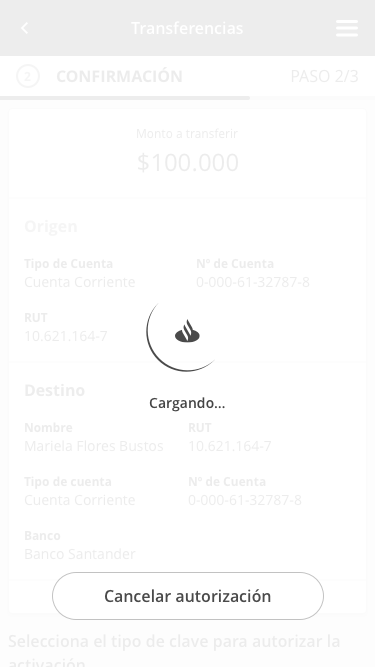 Transferencias
2 CONFIRMACIÓN PASO 2/3
Monto a transferir
$100.000
Origen
Tipo de Cuenta Nº de Cuenta
Cuenta Corriente 0-000-61-32787-8
RUT
10.621.164-7
Cargando...
Destino
Nombre RUT
Mariela Flores Bustos 10.621.164-7
Tipo de cuenta Nº de Cuenta
Cuenta Corriente 0-000-61-32787-8
Banco
Banco Santander
Cancelar autorización
Selecciona el tipo de clave para autorizar la
activación